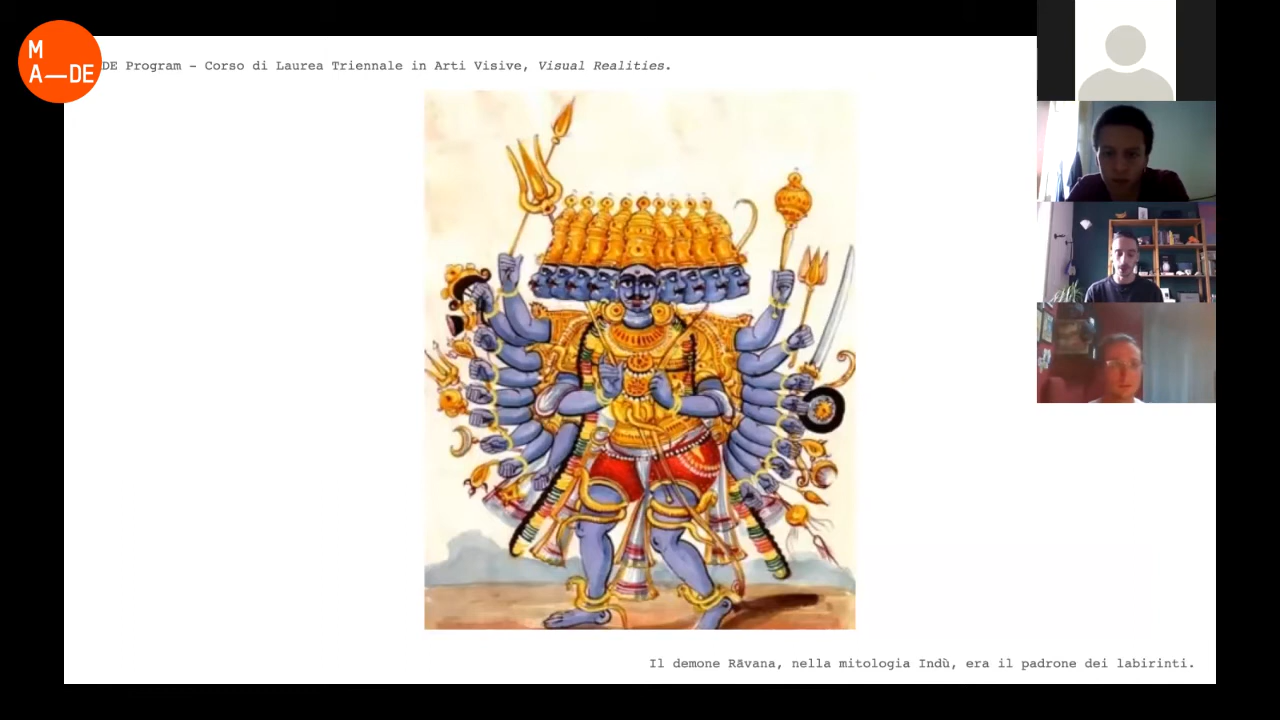 M
A—DE
DE Program – Corso di Laurea Triennale in Arti Visive, Visual Realities.
Il demone Rāvana, nella mitologia Indù, era il padrone dei labirinti.